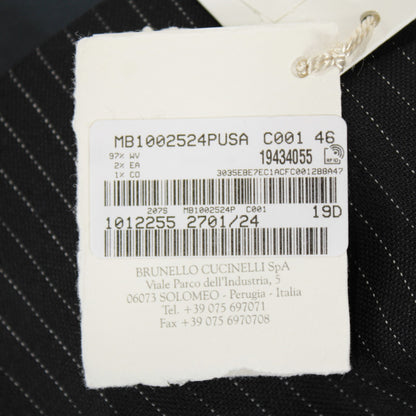 MB1002524PUSA C001 46
97% WV
2% EA
1% CO
19434055
3035EBE7EC1ACFC0012B8A47
207S MB1002524P C001
1012255 2701/24 19D
BRUNELLO CUCINELLI SpA
Viale Parco dell'Industria, 5
06073 SOLOMEO - Perugia - Italia
Tel. +39 075 697071
Fax +39 075 6970708